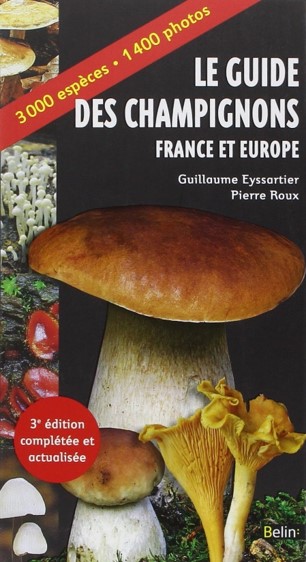 3 000 espèces • 1 400 photos
LE GUIDE
DES CHAMPIGNONS
FRANCE ET EUROPE
Guillaume Eyssartier
Pierre Roux
3e édition
complétée et
actualisée
Belin: